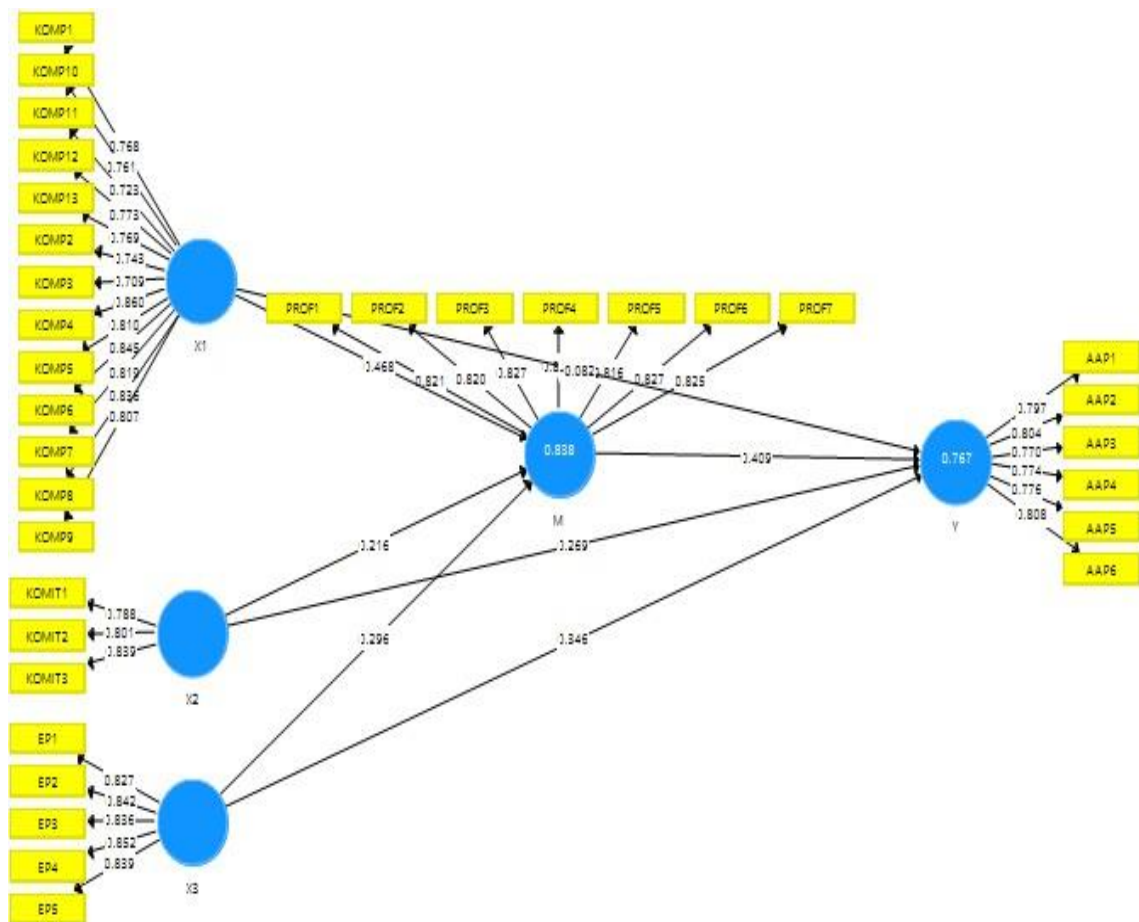 KOMP1
KOMP10
KOMP11
KOMP12
KOMP13
KOMP2
KOMP3
KOMP4
KOMP5
KOMP6
KOMP7
KOMP8
KOMP9
0.768
0.761
0.723
0.773
0.769
0.743
0.709
0.860
0.810
0.845
0.819
0.836
0.807
X1
PROF1
PROF2
PROF3
PROF4
PROF5
PROF6
PROF7
0.468
0.821
0.820
0.827
-0.082
0.816
0.827
0.825
0.838
M
0.409
0.767
Y
AAP1
AAP2
AAP3
AAP4
AAP5
AAP6
0.797
0.804
0.770
0.774
0.776
0.808
0.216
0.269
0.296
0.346
KOMIT1
KOMIT2
KOMIT3
0.788
0.801
0.839
X2
EP1
EP2
EP3
EP4
EP5
0.827
0.842
0.836
0.852
0.839
X3